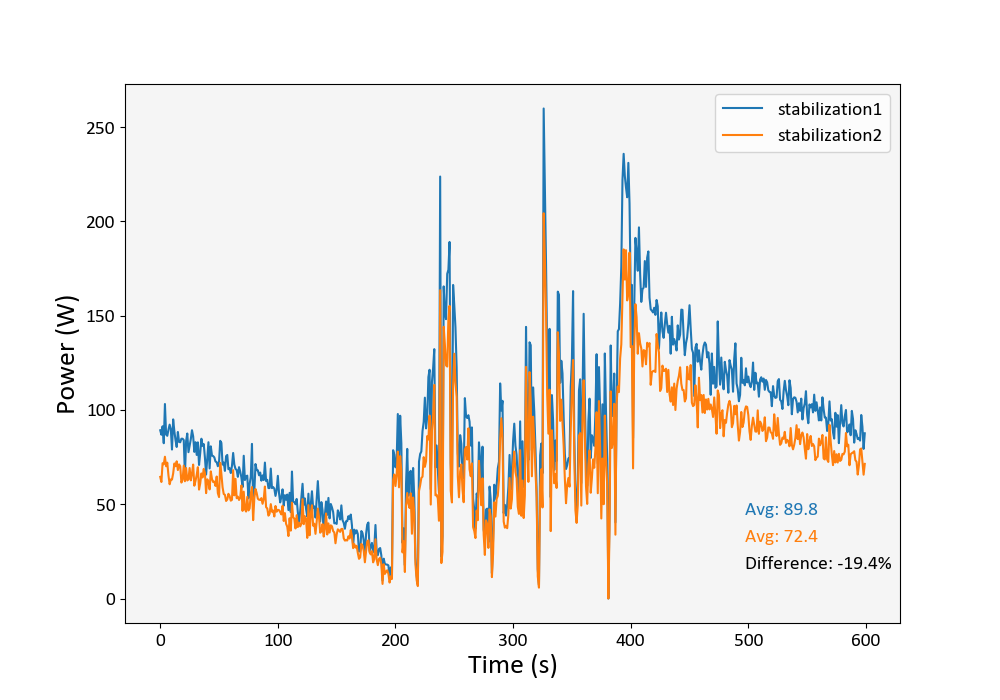 stabilization1
stabilization2
250
200
150
100
50
0
Power (W)
Avg: 89.8
Avg: 72.4
Difference: -19.4%
0 100 200 300 400 500 600
Time (s)